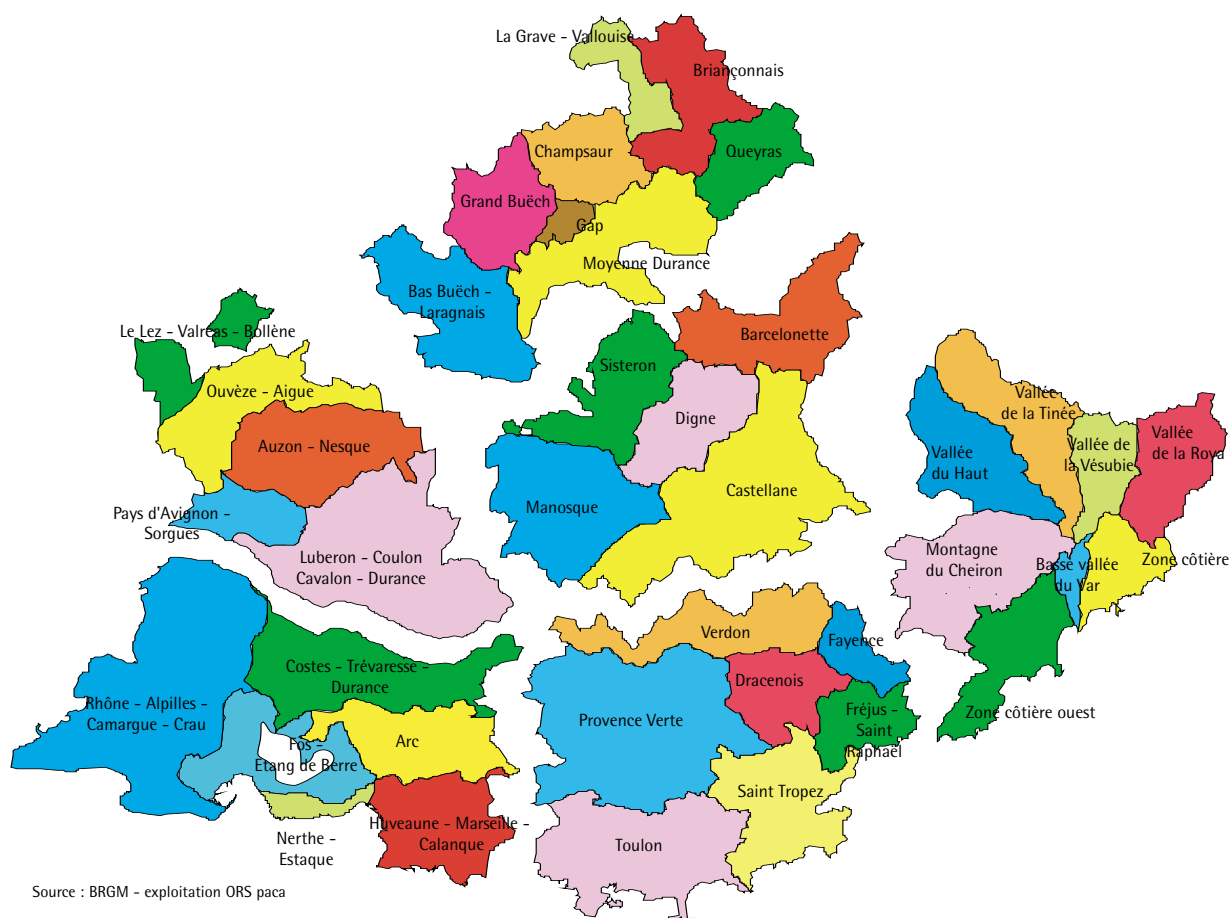 La Grave - Vallouise
Briançonnais
Champsaur
Queyras
Grand Buëch
Gap
Moyenne Durance
Bas Buëch -
Laragnais
Le Lez - Valréas - Bollène
Barcelonette
Sisteron
Ouvèze - Aigue
Digne
Auzon - Nesque
Castellane
Manosque
Pays d'Avignon -
Sorgues
Luberon - Coulon
Cavalon - Durance
Vallée
de la Tinée
Vallée
du Haut
Vallée de
la Vésubie
Vallée
de la Roya
Montagne
du Cheiron
Basse vallée
du Var
Zone côtière
Zone côtière ouest
Verdon
Fayence
Dracenois
Provence Verte
Fréjus -
Saint
Raphaël
Saint Tropez
Toulon
Costes - Trévaresse -
Durance
Rhône - Alpilles -
Camargue - Crau
Fos -
Etang de Berre
Arc
Nerthe -
Estaque
Huveaune - Marseille -
Calanque
Source : BRGM - exploitation ORS paca